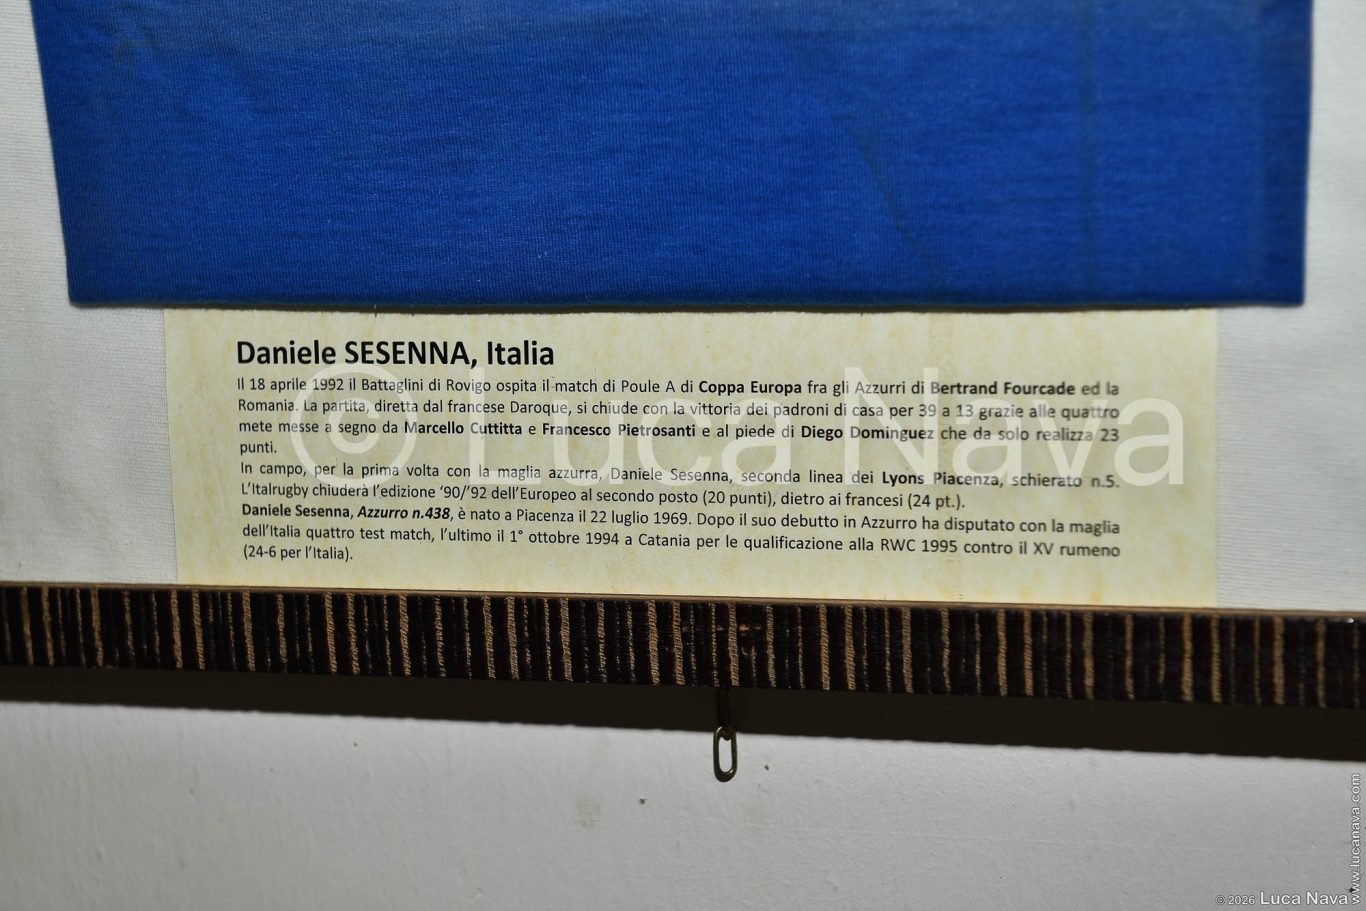 Daniele SESENNA, Italia
Il 18 aprile 1992 il Battaglini di Rovigo ospita il match di Poule A di Coppa Europa fra gli Azzurri di Bertrand Fourcade ed la
Romania. La partita, diretta dal francese Daroque, si chiude con la vittoria dei padroni di casa per 39 a 13 grazie alle quattro
mete messe a segno da Marcello Cuttitta e Francesco Pietrosanti e al piede di Diego Dominguez che da solo realizza 23
punti.
In campo, per la prima volta con la maglia azzurra, Daniele Sesenna, seconda linea dei Lyons Piacenza, schierato n.5.
L'Italrugby chiuderà l'edizione '90/'92 dell'Europeo al secondo posto (20 punti), dietro ai francesi (24 pt.).
Daniele Sesenna, Azzurro n.438, è nato a Piacenza il 22 luglio 1969. Dopo il suo debutto in Azzurro ha disputato con la maglia
dell'Italia quattro test match, l'ultimo il 1° ottobre 1994 a Catania per le qualificazione alla RWC 1995 contro il XV rumeno
(24-6 per l'Italia).
© Luca Nava
© 2026 Luca Nava
www.lucanava.com